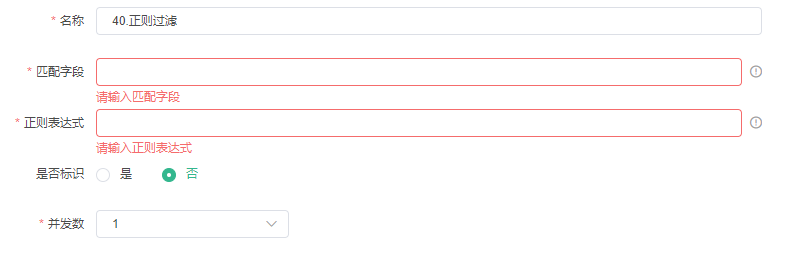 * 名称 40.正则过滤
* 匹配字段
请输入匹配字段
* 正则表达式
请输入正则表达式
是否标识 是 否
* 并发数 1